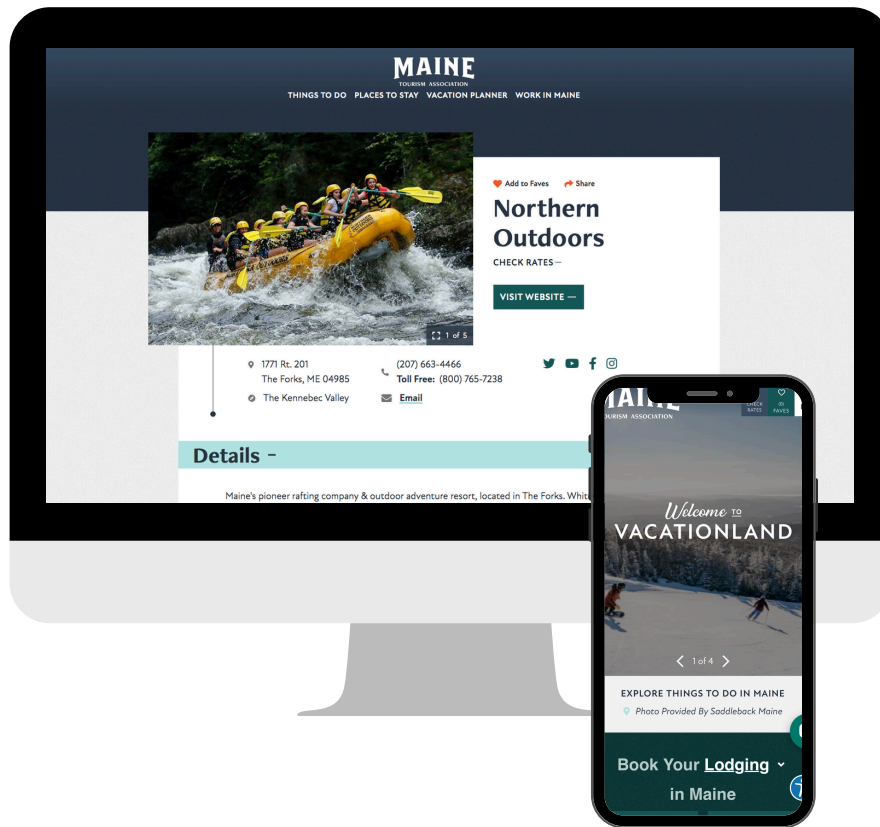 MAINE
TOURISM ASSOCIATION
THINGS TO DO PLACES TO STAY VACATION PLANNER WORK IN MAINE
Add to Faves Share
Northern
Outdoors
CHECK RATES
VISIT WEBSITE
1 of 5
1771 Rt. 201
The Forks, ME 04985
The Kennebec Valley
(207) 663-4466
Toll Free: (800) 765-7238
Email
Details -
Maine's pioneer rafting company & outdoor adventure resort, located in The Forks.
MAINE
TOURISM ASSOCIATION
CHECK
RATES
(0)
FAVES
Welcome TO
VACATIONLAND
1 of 4
EXPLORE THINGS TO DO IN MAINE
Photo Provided By Saddleback Maine
Book Your Lodging
in Maine